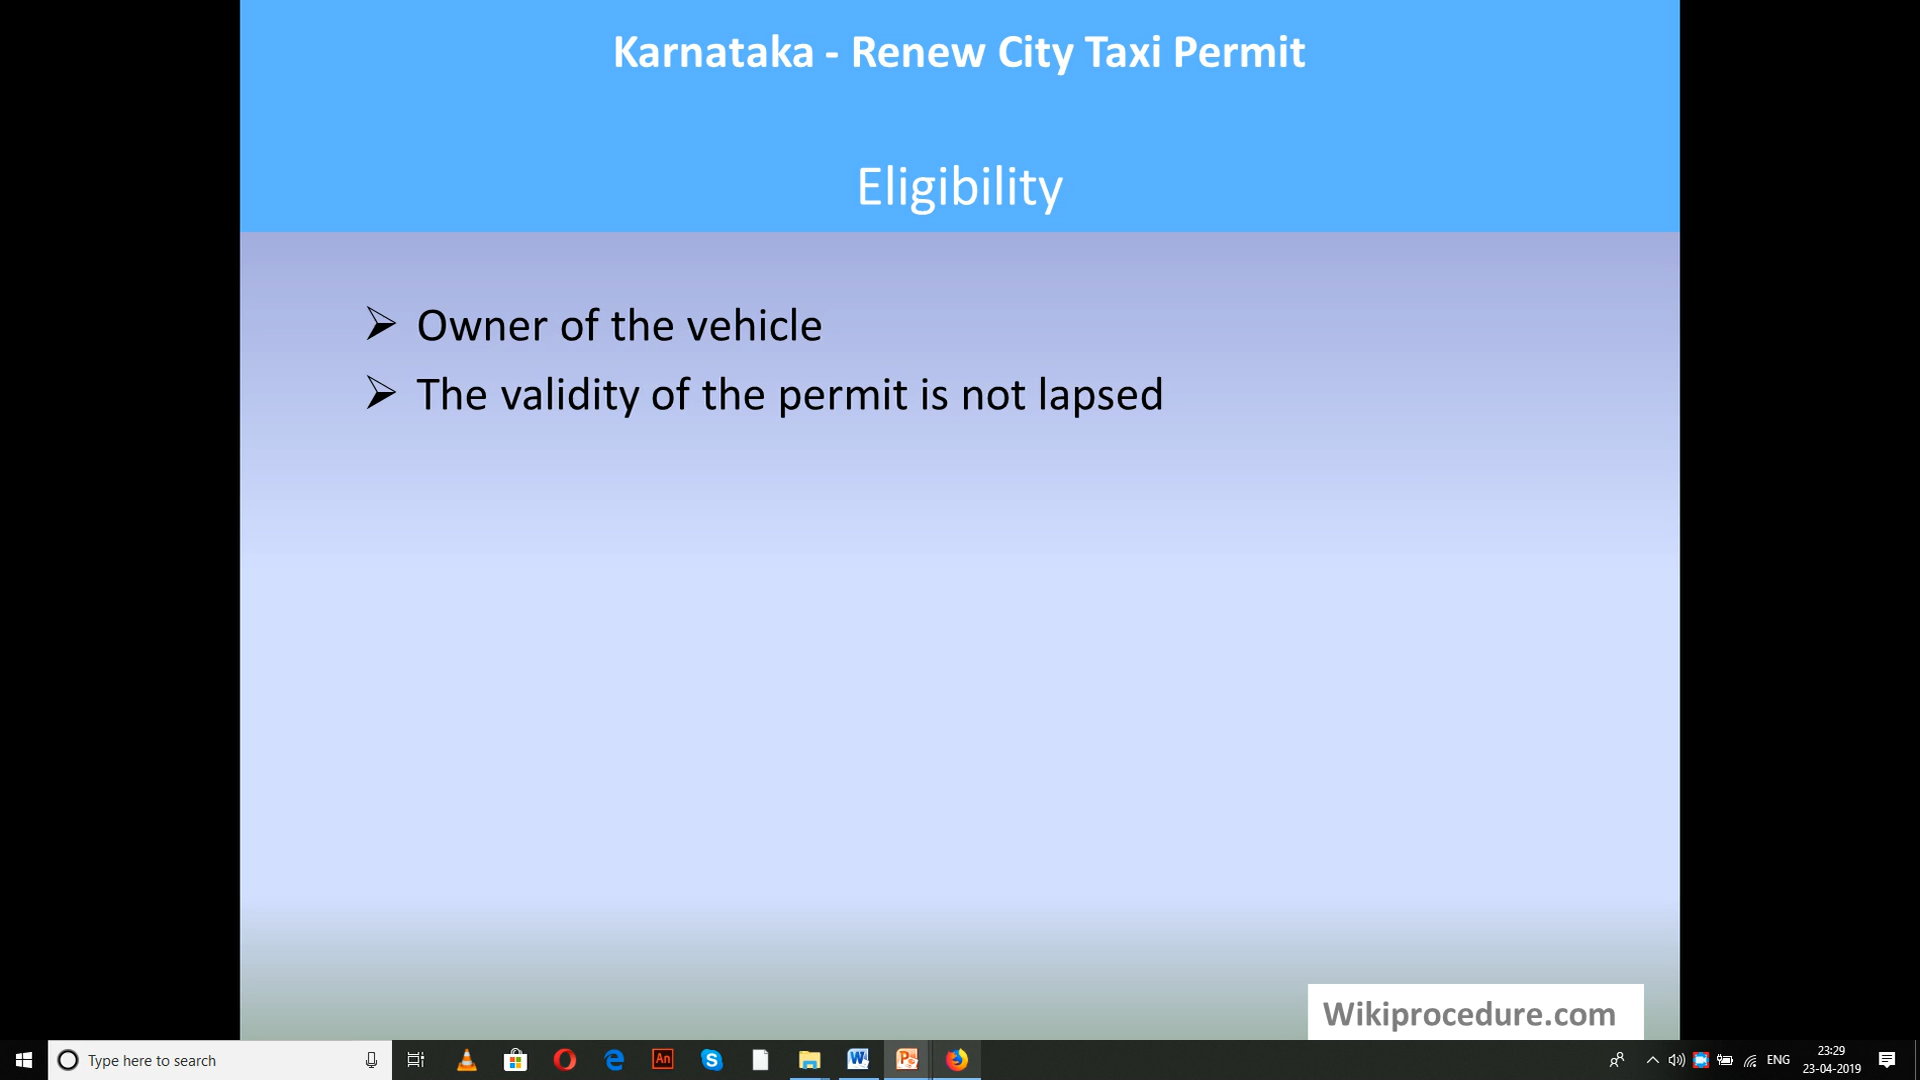 Karnataka - Renew City Taxi Permit
Eligibility
Owner of the vehicle
The validity of the permit is not lapsed
Wikiprocedure.com
Type here to search
An
S
W
P
ENG
23:29
23-04-2019